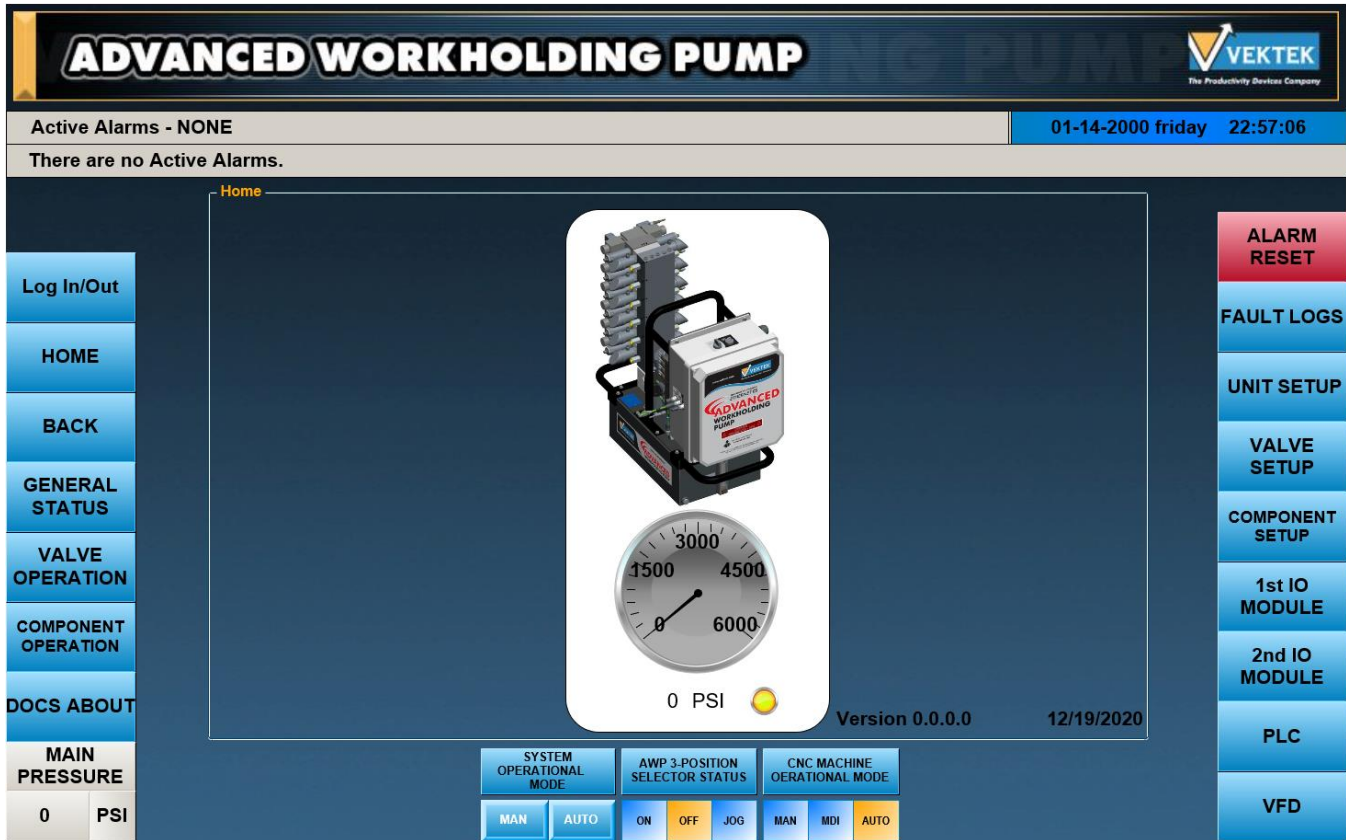 ADVANCED WORKHOLDING PUMP
VEKTEK
The Productivity Devices Company
Active Alarms - NONE
01-14-2000 friday 22:57:06
There are no Active Alarms.
Home
Log In/Out
HOME
BACK
GENERAL
STATUS
VALVE
OPERATION
COMPONENT
OPERATION
DOCS ABOUT
MAIN
PRESSURE
0 PSI
VEKTEK
ADVANCED
WORKHOLDING
PUMP
3000
1500 4500
0 6000
0 PSI
Version 0.0.0.0 12/19/2020
SYSTEM
OPERATIONAL
MODE
MAN AUTO
AWP 3-POSITION
SELECTOR STATUS
ON OFF JOG
CNC MACHINE
OERATIONAL MODE
MAN MDI AUTO
ALARM
RESET
FAULT LOGS
UNIT SETUP
VALVE
SETUP
COMPONENT
SETUP
1st IO
MODULE
2nd IO
MODULE
PLC
VFD